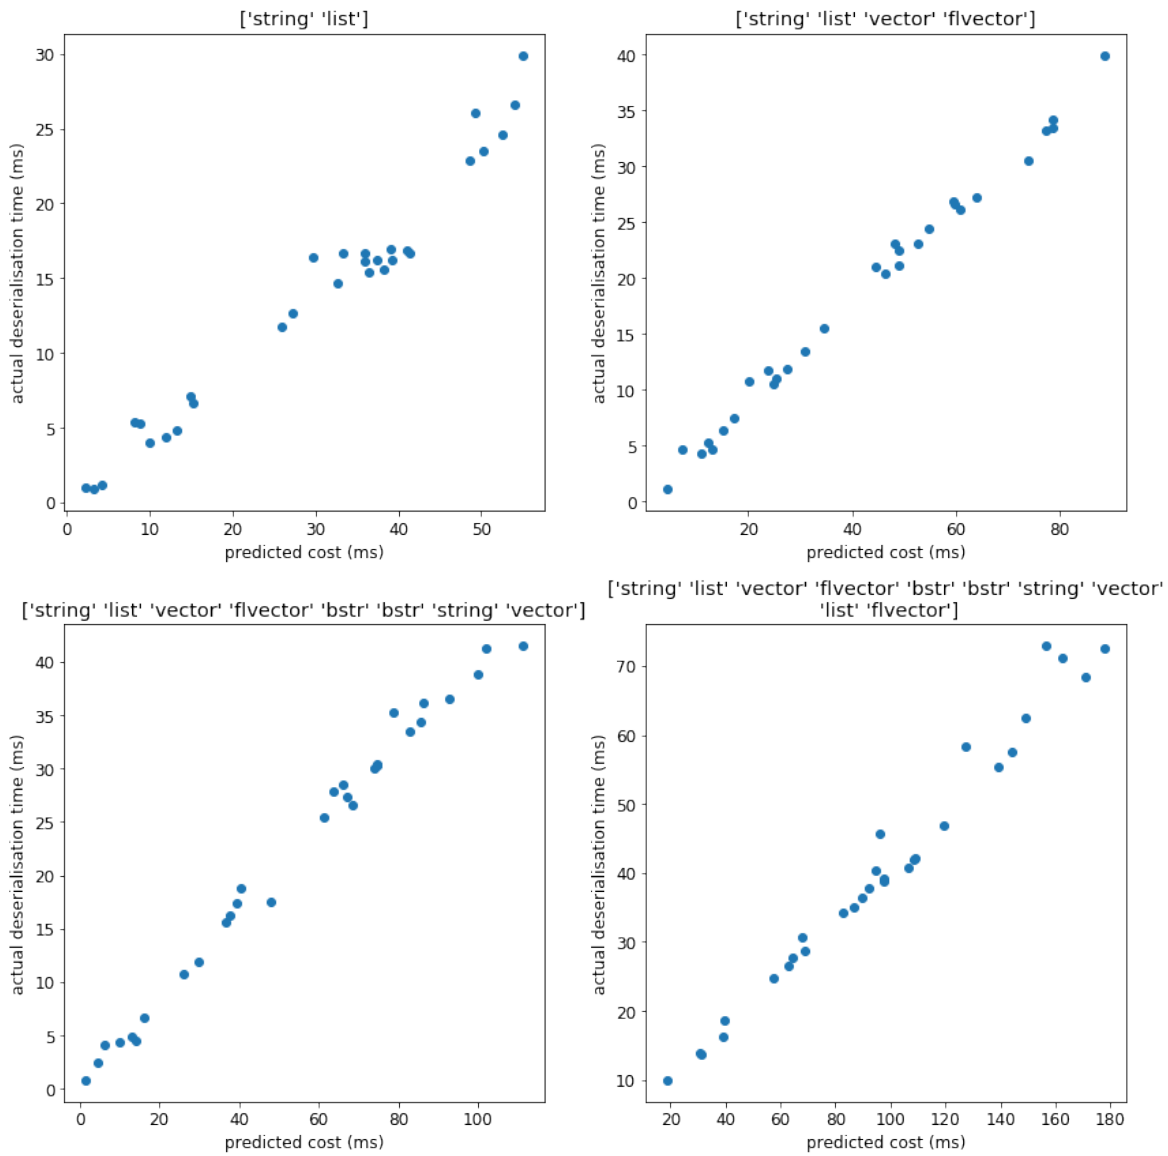 ['string' 'list']
30
25
20
15
10
5
0
actual deserialisation time (ms)
0 10 20 30 40 50
predicted cost (ms)
['string' 'list' 'vector' 'flvector']
40
35
30
25
20
15
10
5
0
actual deserialisation time (ms)
20 40 60 80
predicted cost (ms)
['string' 'list' 'vector' 'flvector' 'bstr' 'bstr' 'string' 'vector']
40
35
30
25
20
15
10
5
0
actual deserialisation time (ms)
0 20 40 60 80 100
predicted cost (ms)
['string' 'list' 'vector' 'flvector' 'bstr' 'bstr' 'string' 'vector'
'list' 'flvector']
70
60
50
40
30
20
10
actual deserialisation time (ms)
20 40 60 80 100 120 140 160 180
predicted cost (ms)